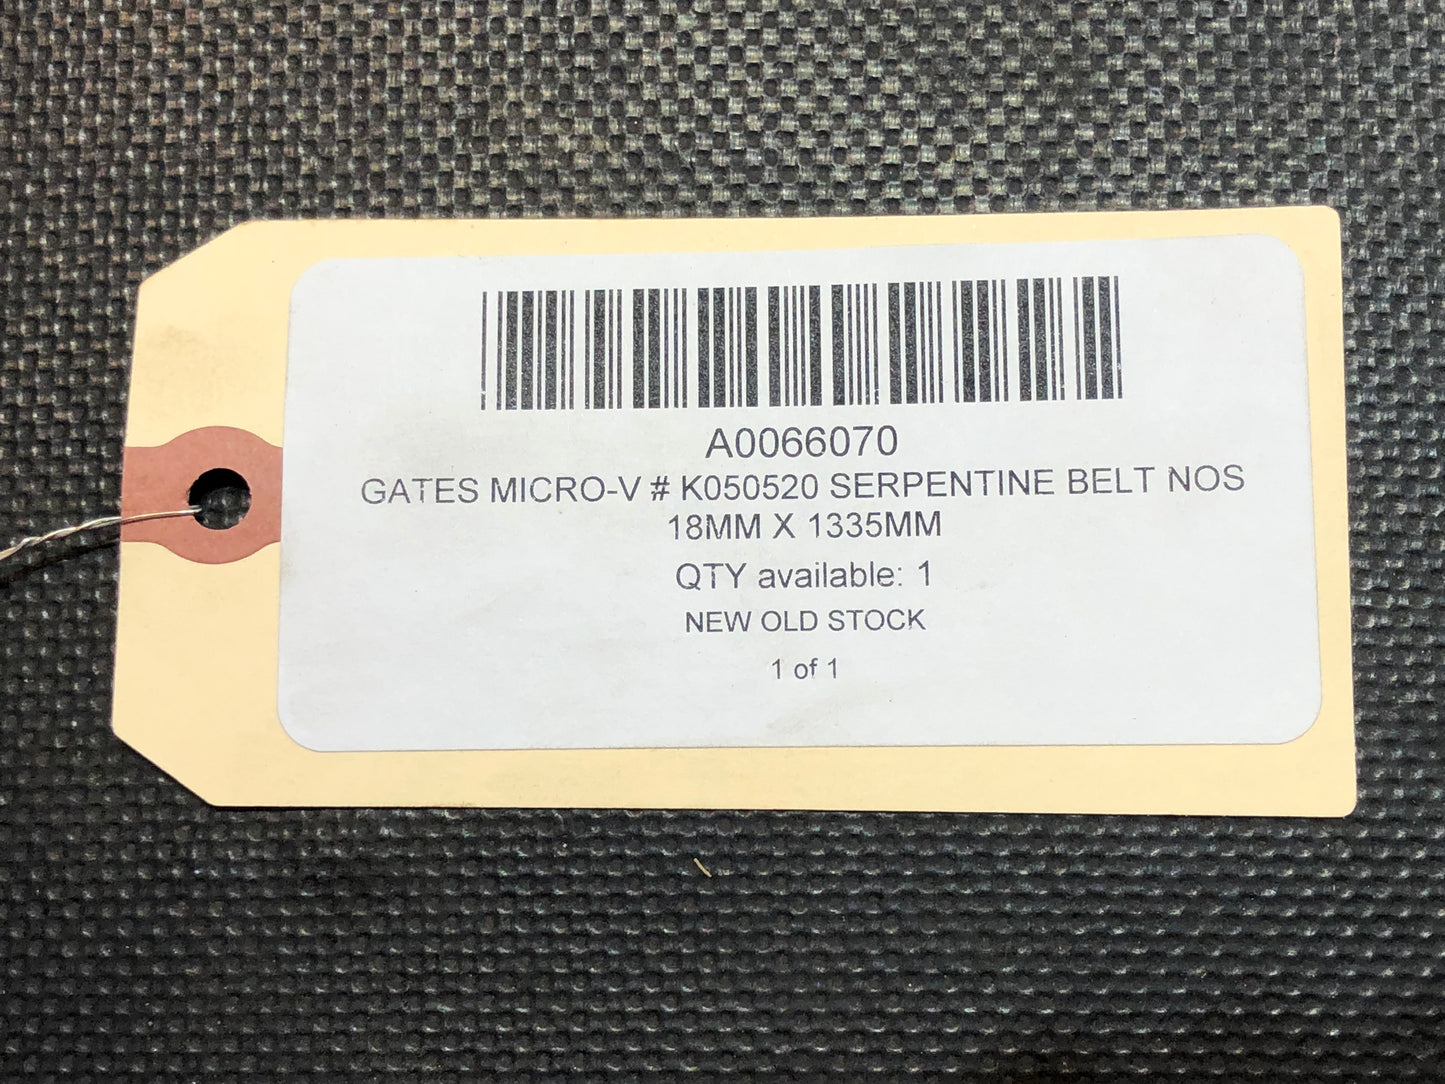 A0066070
GATES MICRO-V # K050520 SERPENTINE BELT NOS
18MM X 1335MM
QTY available: 1
NEW OLD STOCK
1 of 1